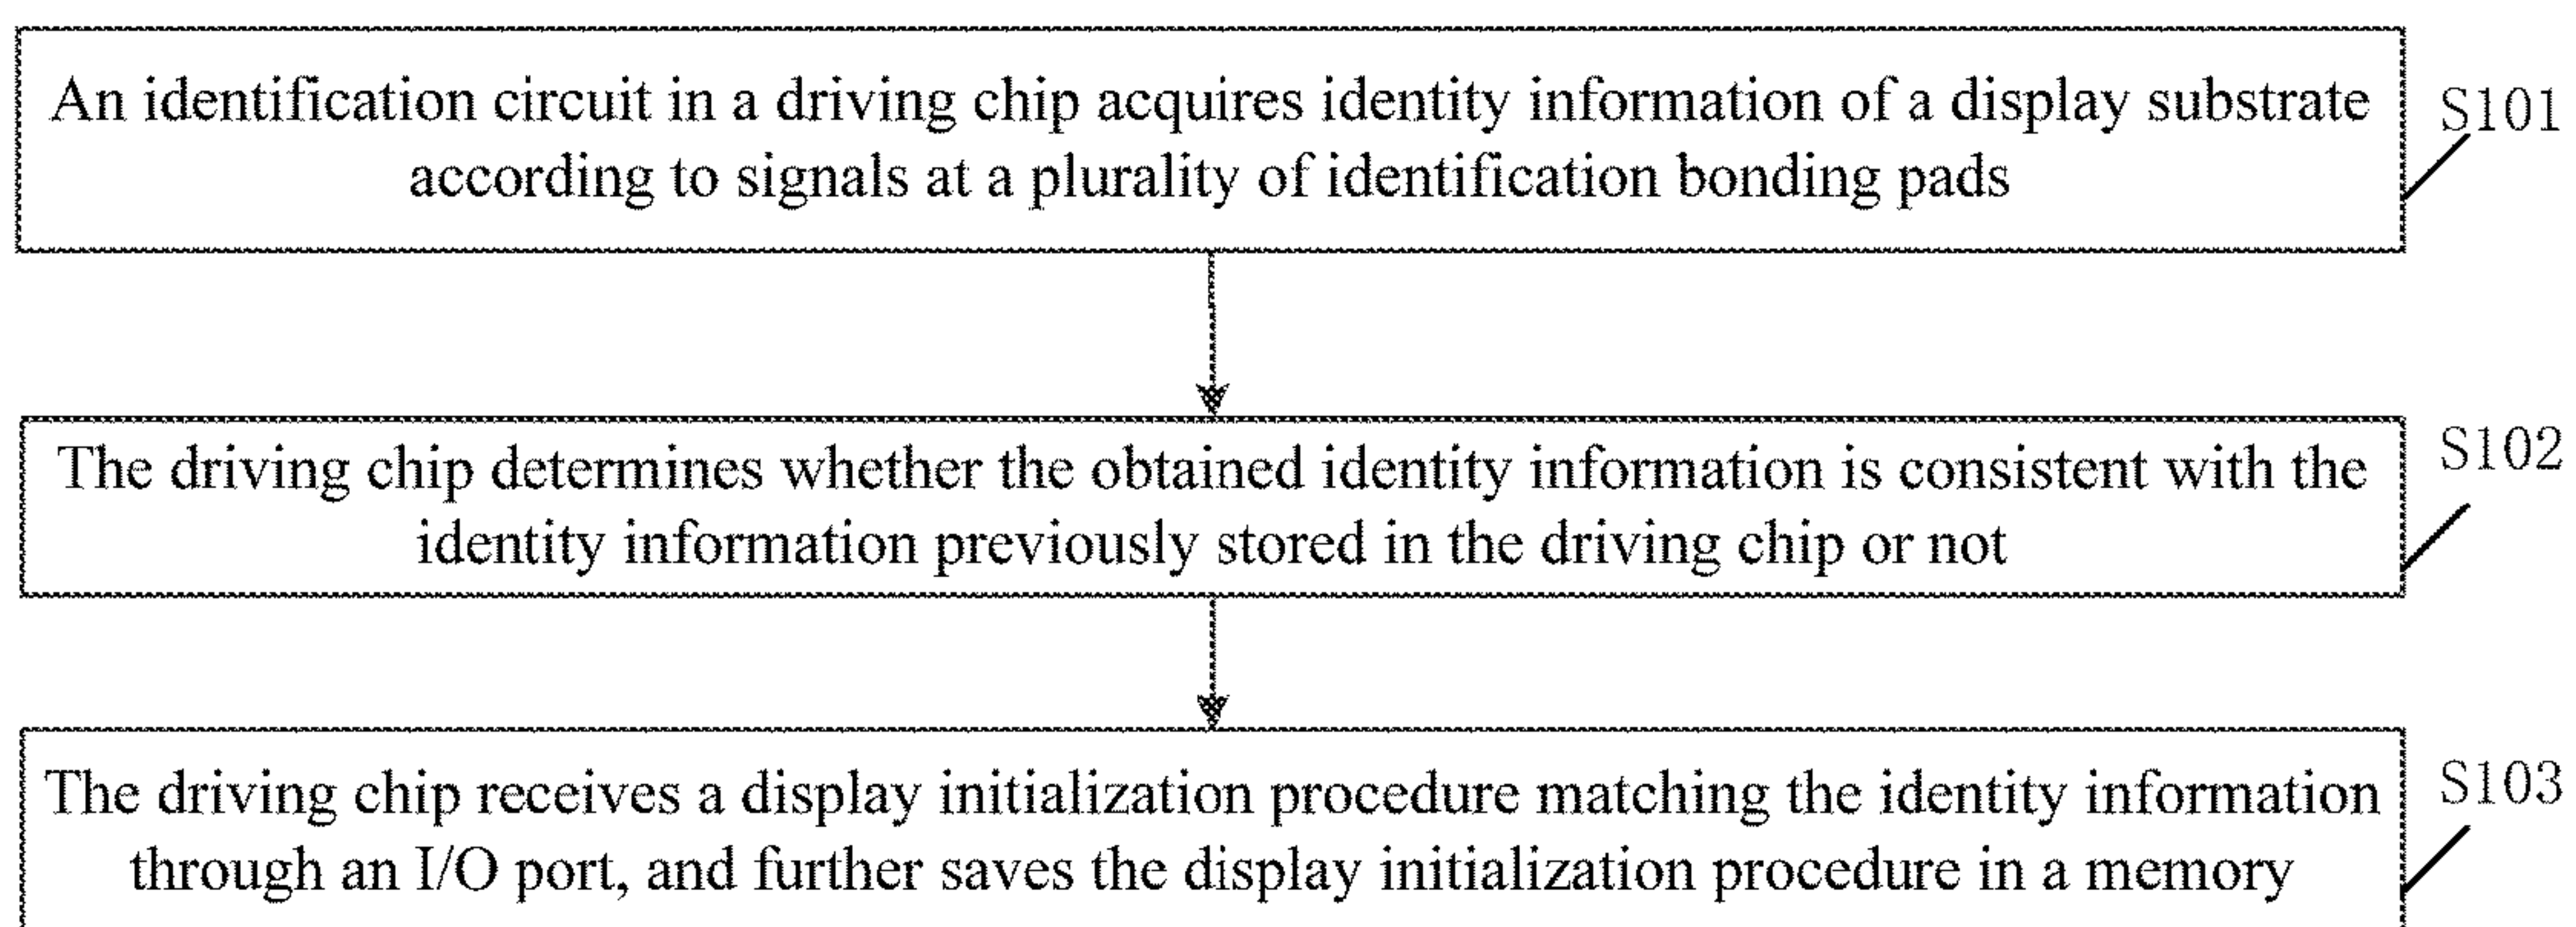 An identification circuit in a driving chip acquires identity information of a display substrate
according to signals at a plurality of identification bonding pads
S101
The driving chip determines whether the obtained identity information is consistent with the
identity information previously stored in the driving chip or not
S102
The driving chip receives a display initialization procedure matching the identity information
through an I/O port, and further saves the display initialization procedure in a memory
S103